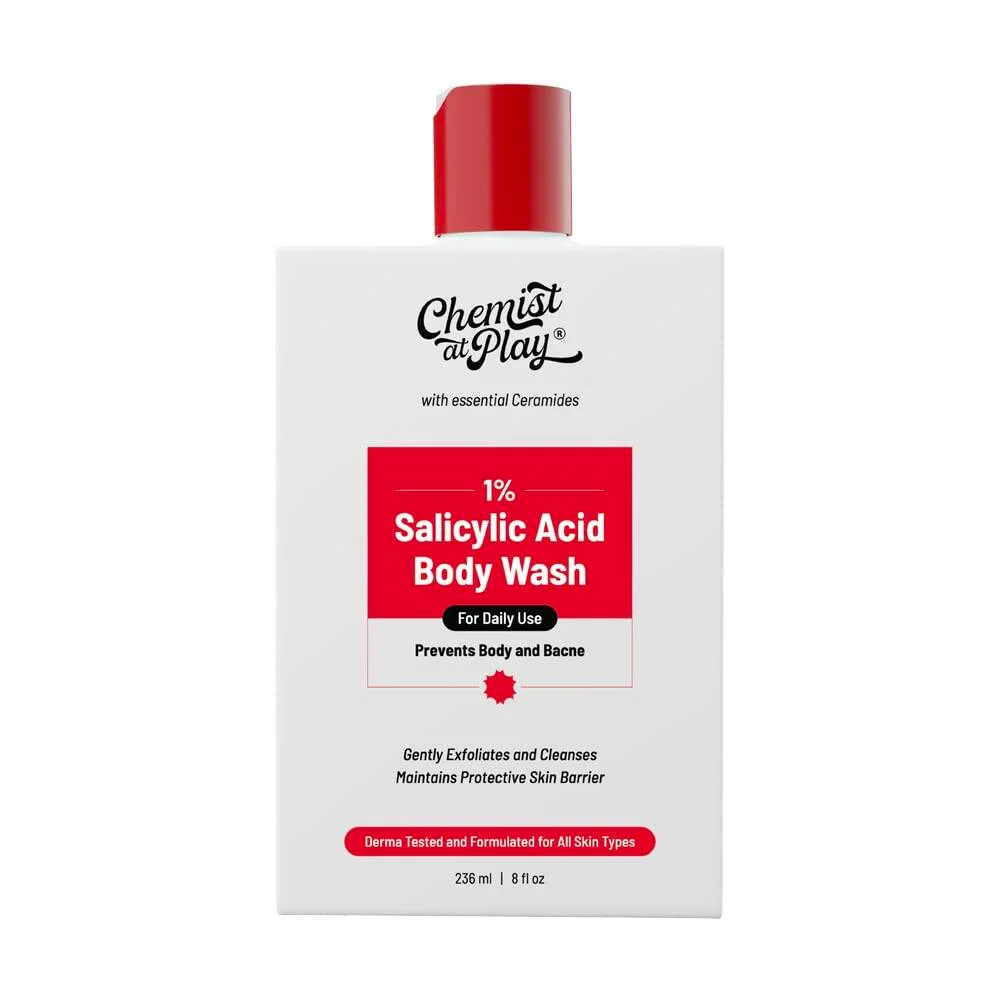 Chemist
at Play®
with essential Ceramides
1%
Salicylic Acid
Body Wash
For Daily Use
Prevents Body and Bacne
Gently Exfoliates and Cleanses
Maintains Protective Skin Barrier
Derma Tested and Formulated for All Skin Types
236 ml | 8 fl oz